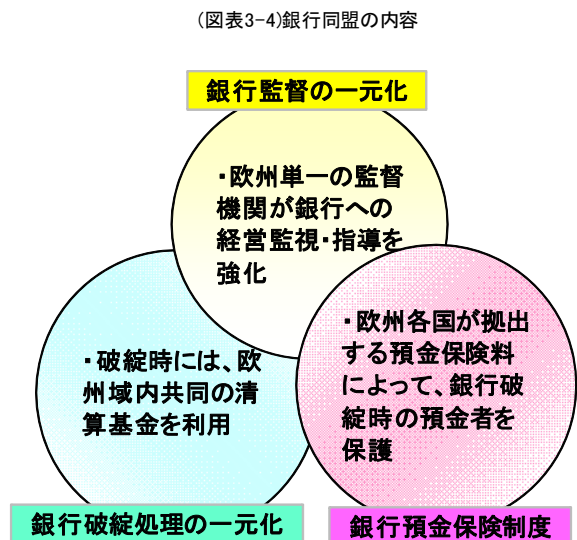 (図表3-4)銀行同盟の内容
銀行監督の一元化
・欧州単一の監督
機関が銀行への
経営監視・指導を
強化
・破綻時には、欧
州域内共同の清
算基金を利用
・欧州各国が拠出
する預金保険料
によって、銀行破
綻時の預金者を
保護
銀行破綻処理の一元化
銀行預金保険制度